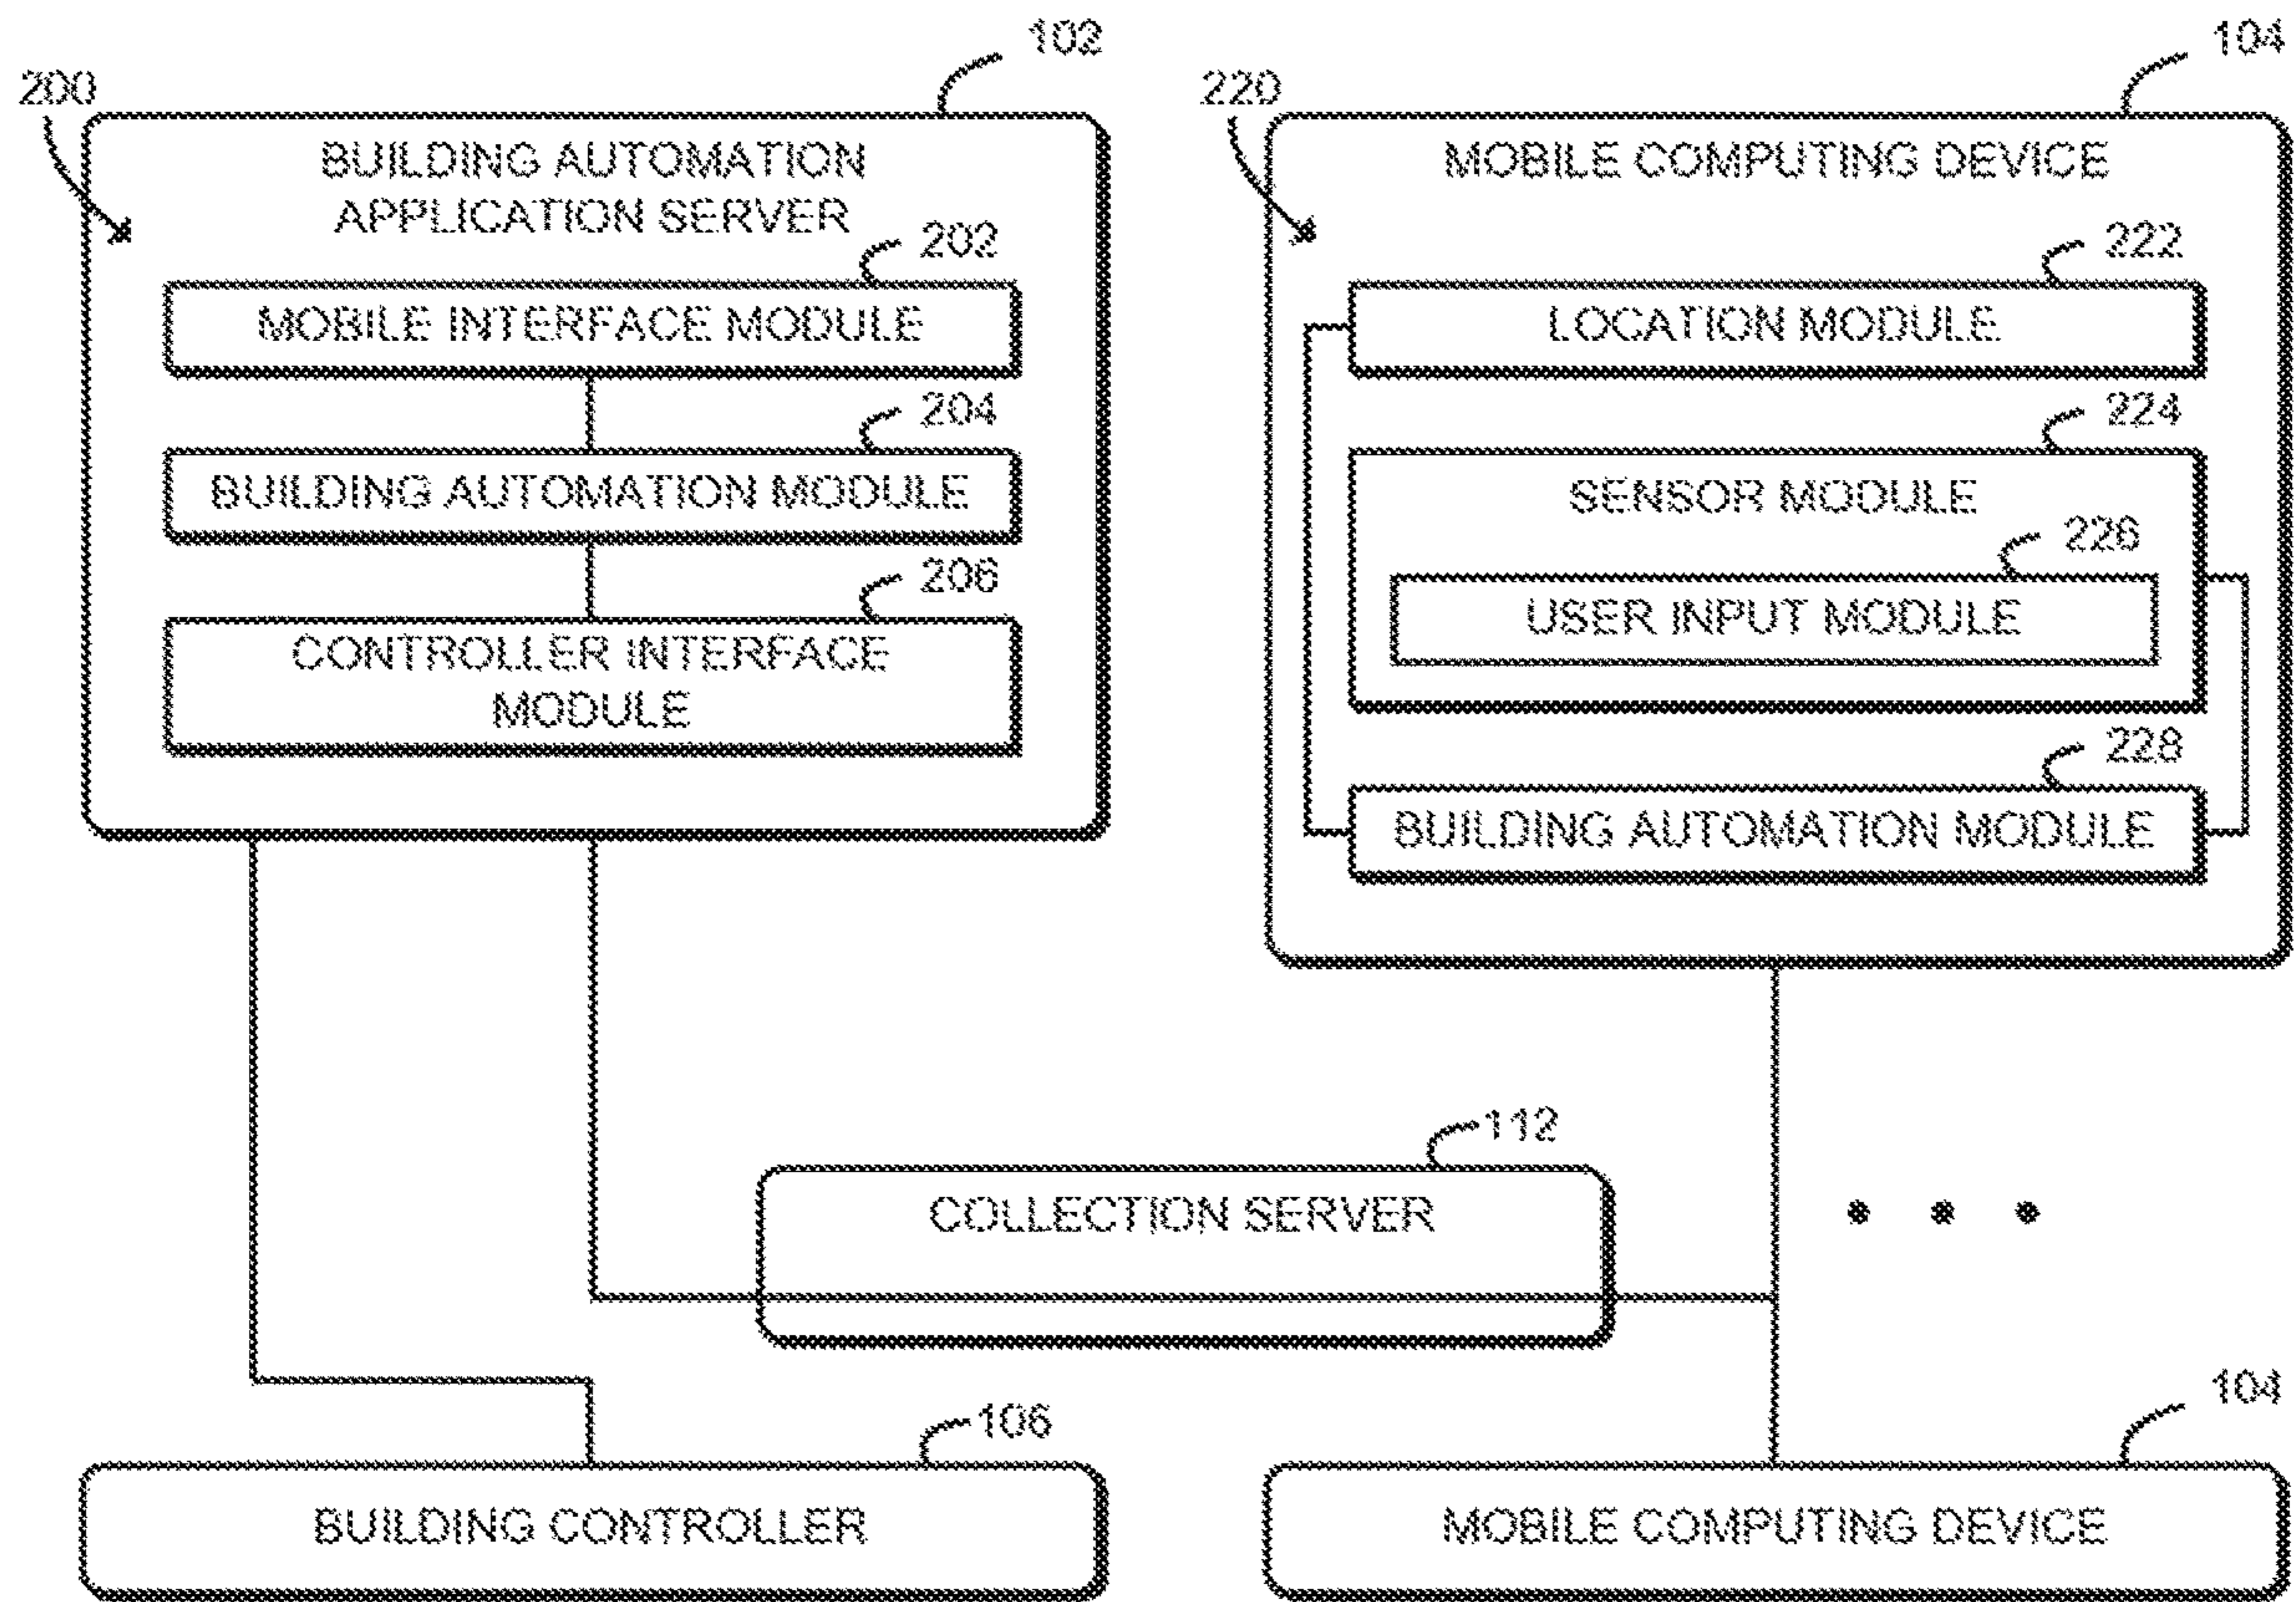 102
200
BUILDING AUTOMATION
APPLICATION SERVER
202
MOBILE INTERFACE MODULE
204
BUILDING AUTOMATION MODULE
206
CONTROLLER INTERFACE
MODULE
104
220
MOBILE COMPUTING DEVICE
222
LOCATION MODULE
224
SENSOR MODULE
226
USER INPUT MODULE
228
BUILDING AUTOMATION MODULE
112
COLLECTION SERVER
106
BUILDING CONTROLLER
104
MOBILE COMPUTING DEVICE